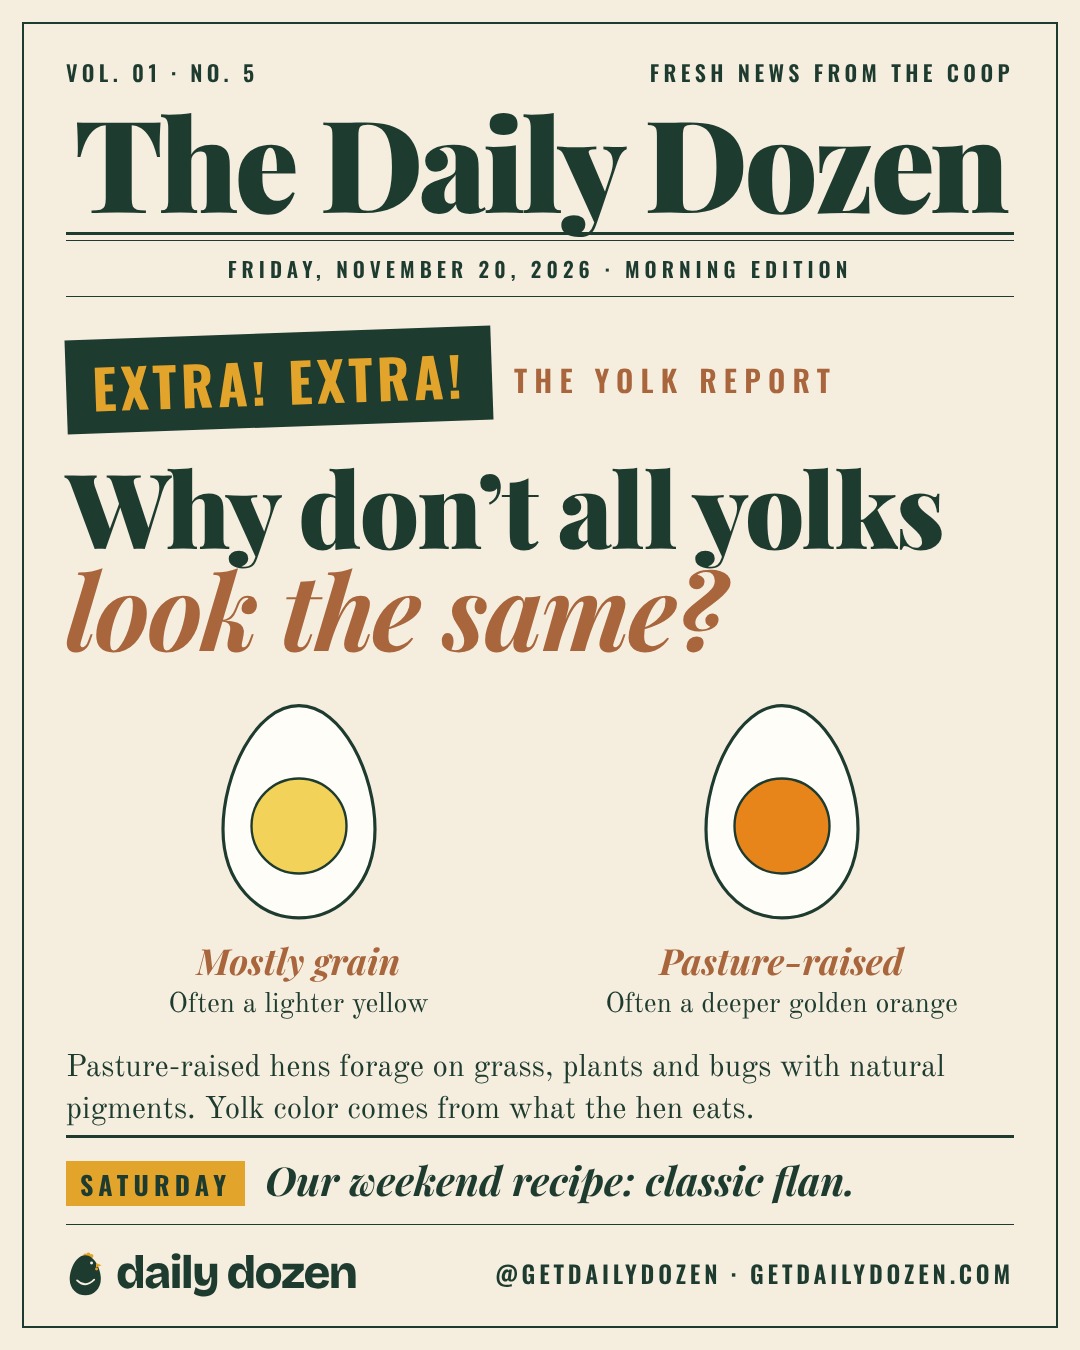 VOL. 01 · NO. 5
FRESH NEWS FROM THE COOP
The Daily Dozen
FRIDAY, NOVEMBER 20, 2026 · MORNING EDITION
EXTRA! EXTRA!
THE YOLK REPORT
Why don’t all yolks
look the same?
Mostly grain
Often a lighter yellow
Pasture-raised
Often a deeper golden orange
Pasture-raised hens forage on grass, plants and bugs with natural
pigments. Yolk color comes from what the hen eats.
SATURDAY
Our weekend recipe: classic flan.
daily dozen
@GETDAILYDOZEN · GETDAILYDOZEN.COM